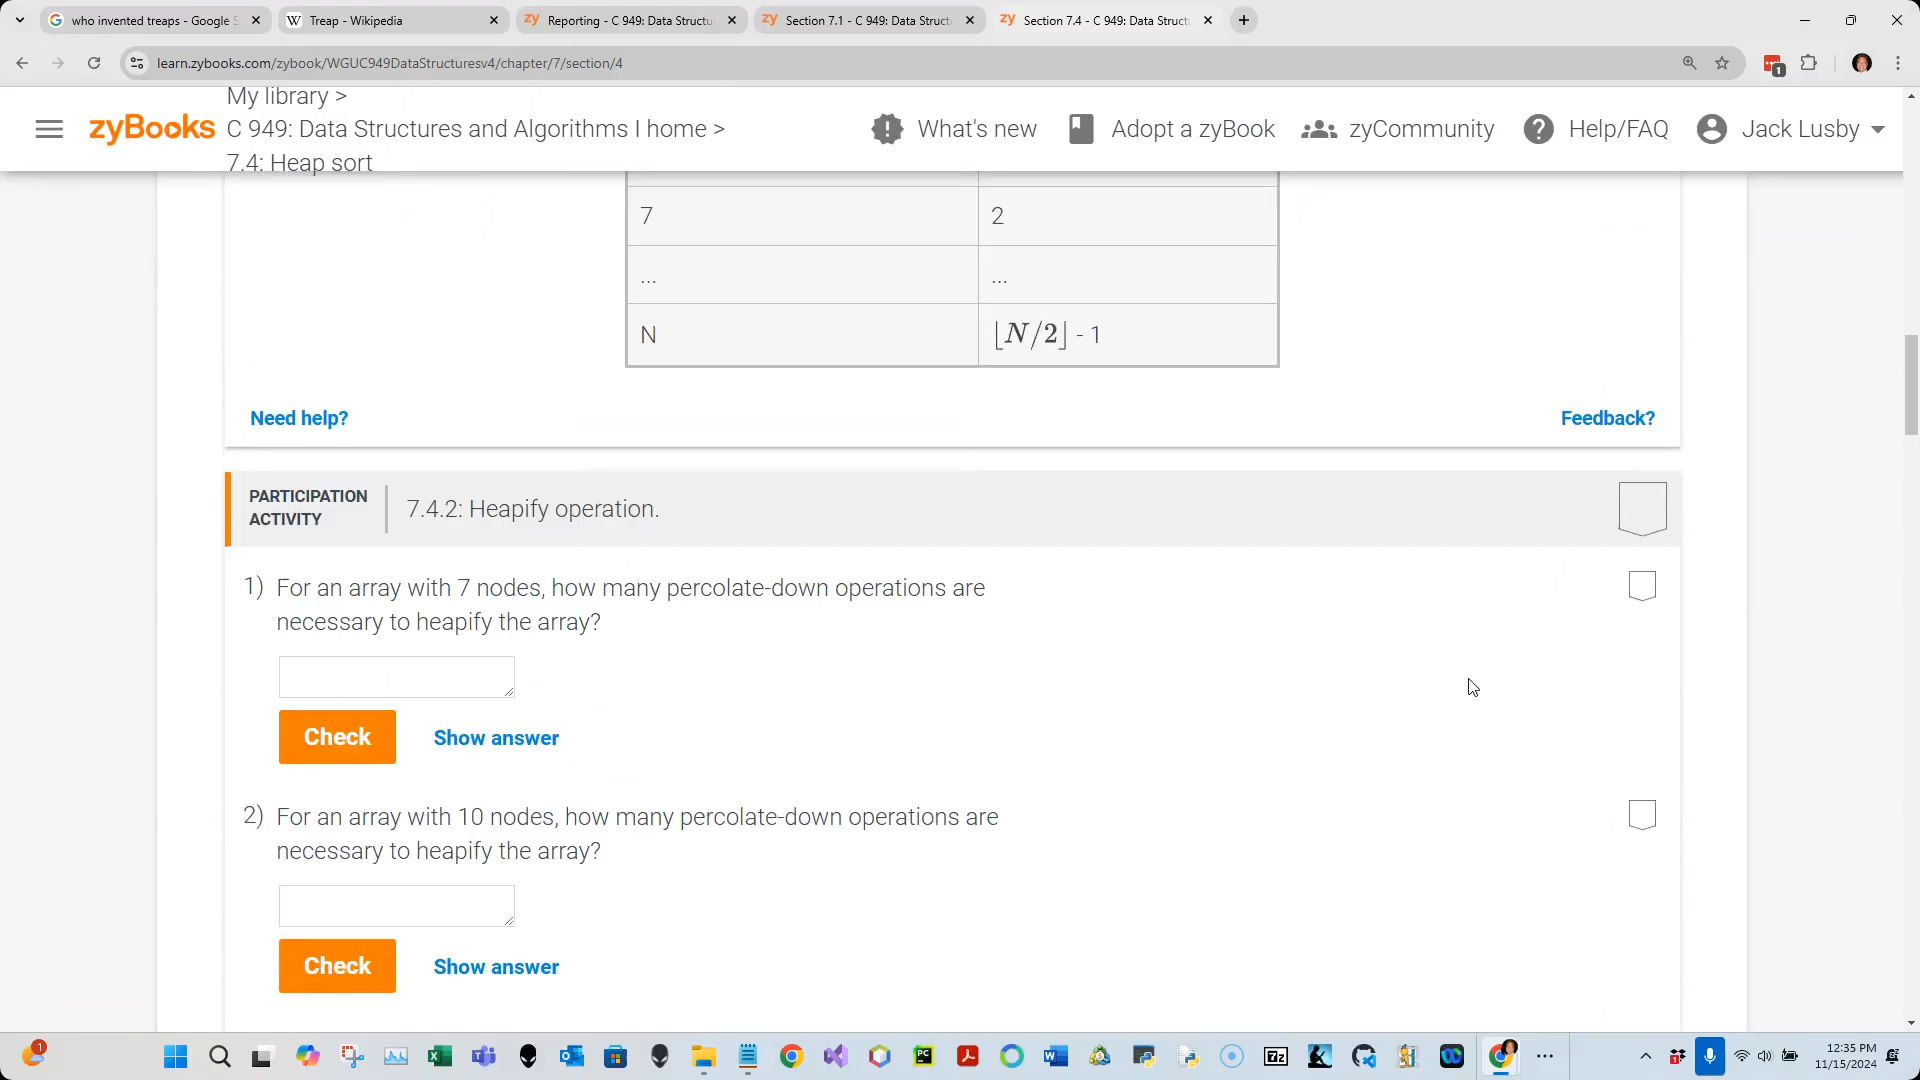 who invented treaps - Google S
Treap - Wikipedia
Reporting - C 949: Data Structu
Section 7.1 - C 949: Data Struct
Section 7.4 - C 949: Data Struct
learn.zybooks.com/zybook/WGUC949DataStructuresv4/chapter/7/section/4
1
My library >
zyBooks
C 949: Data Structures and Algorithms I home >
7.4: Heap sort
What's new
Adopt a zyBook
zyCommunity
Help/FAQ
Jack Lusby
7 2
... ...
N ⌊N/2⌋ - 1
Need help?
Feedback?
PARTICIPATION
ACTIVITY
7.4.2: Heapify operation.
1) For an array with 7 nodes, how many percolate-down operations are
necessary to heapify the array?
Check Show answer
2) For an array with 10 nodes, how many percolate-down operations are
necessary to heapify the array?
Check Show answer
1
12:35 PM
11/15/2024